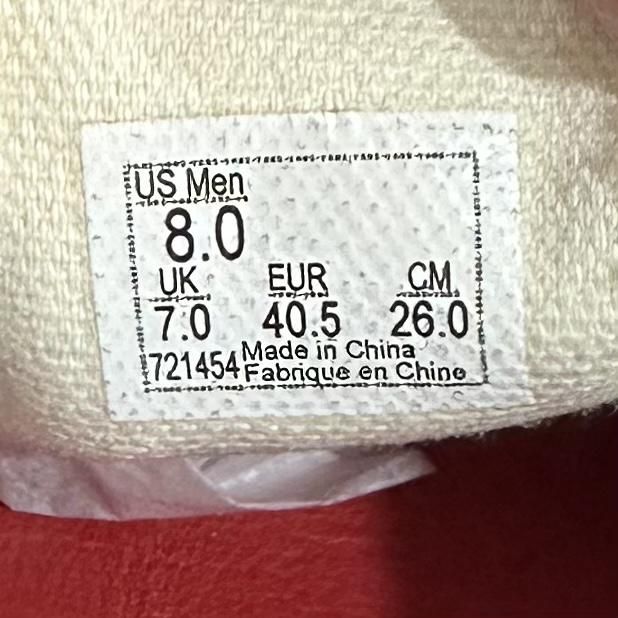 US Men
8.0
UK EUR CM
7.0 40.5 26.0
721454 Made in China
Fabrique en Chine